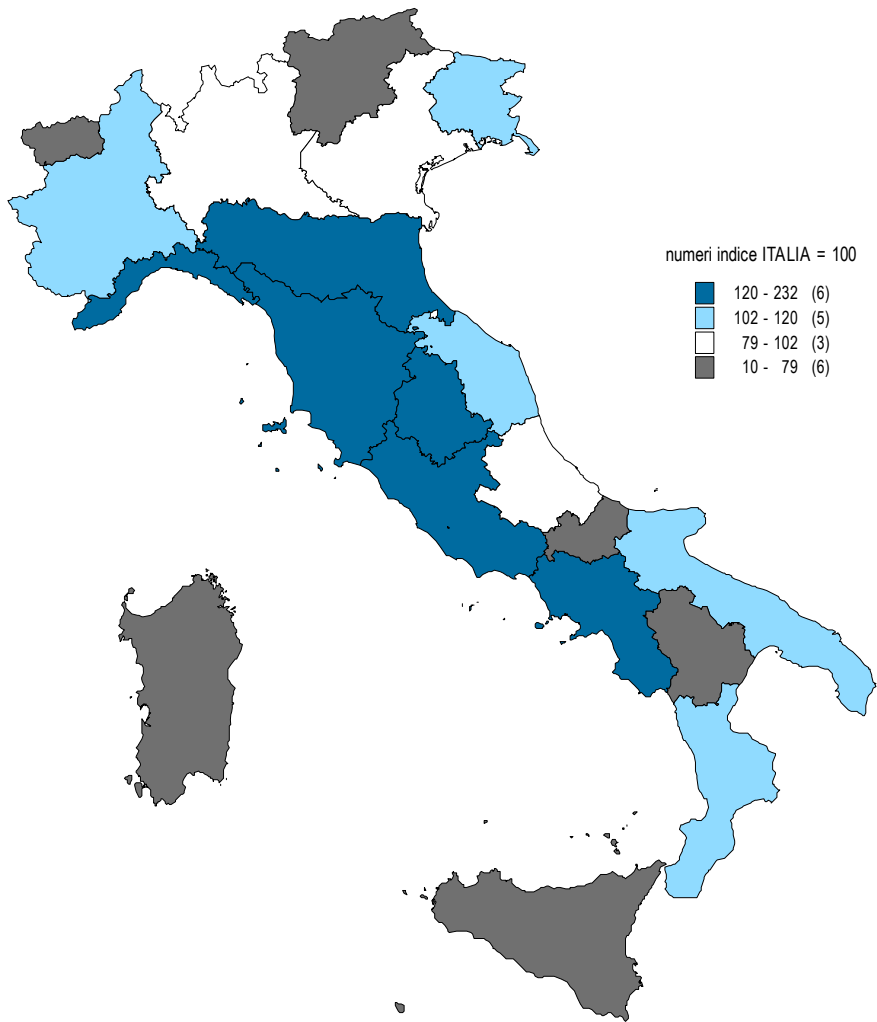 numeri indice ITALIA = 100
120 - 232 (6)
102 - 120 (5)
79 - 102 (3)
10 - 79 (6)